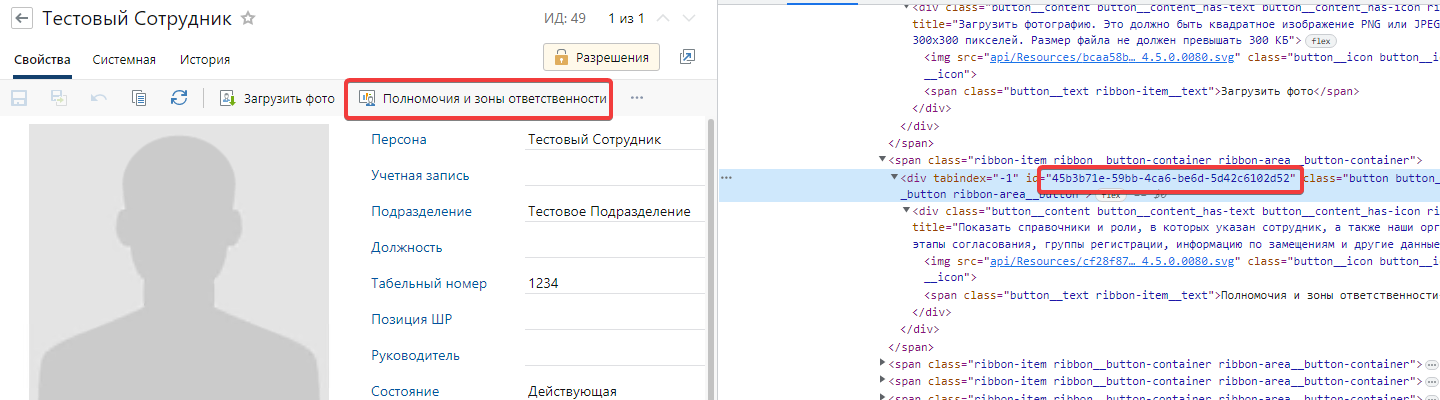 Тестовый Сотрудник
ИД: 49
1 из 1
Свойства
Системная
История
Разрешения
Загрузить фото
Полномочия и зоны ответственности
Персона
Тестовый Сотрудник
Учетная запись
Подразделение
Тестовое Подразделение
Должность
Табельный номер
1234
Позиция ШР
Руководитель
Состояние
Действующая
<div class="button__content button__content_has-text button__content_has-icon ri
title="Загрузить фотографию. Это должно быть квадратное изображение PNG или JPEG
300x300 пикселей. Размер файла не должен превышать 300 КБ"> flex
<img src="api/Resources/bcaa58b… 4.5.0.0080.svg" class="button__icon button__ic
__icon">
<span class="button__text ribbon-item__text">Загрузить фото</span>
</div>
</div>
</span>
<span class="ribbon-item ribbon__button-container ribbon-area__button-container">
<div tabindex="-1" id="45b3b71e-59bb-4ca6-be6d-5d42c6102d52" class="button button_
_button ribbon-area__button"> flex == $0
<div class="button__content button__content_has-text button__content_has-icon ri
title="Показать справочники и роли, в которых указан сотрудник, а также наши орг
этапы согласования, группы регистрации, информацию по замещениям и другие данные
<img src="api/Resources/cf28f87… 4.5.0.0080.svg" class="button__icon button__i
__icon">
<span class="button__text ribbon-item__text">Полномочия и зоны ответственности
</div>
</div>
</span>
<span class="ribbon-item ribbon__button-container ribbon-area__button-container">
<span class="ribbon-item ribbon__button-container ribbon-area__button-container">
<span class="ribbon-item ribbon__button-container ribbon-area__button-container">